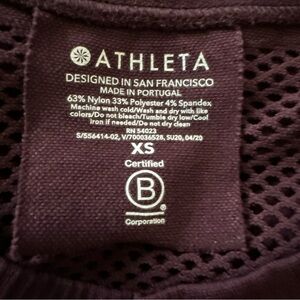 ATHLETA
DESIGNED IN SAN FRANCISCO
MADE IN PORTUGAL
63% Nylon 33% Polyester 4% Spandex
Machine wash cold/Wash and dry with like
colors/Do not bleach/Tumble dry low/Cool
Iron if needed/Do not dry clean
RN 54023
S/556414-02, V/700036528, SU20, 04/20
XS
Certified
B
Corporation